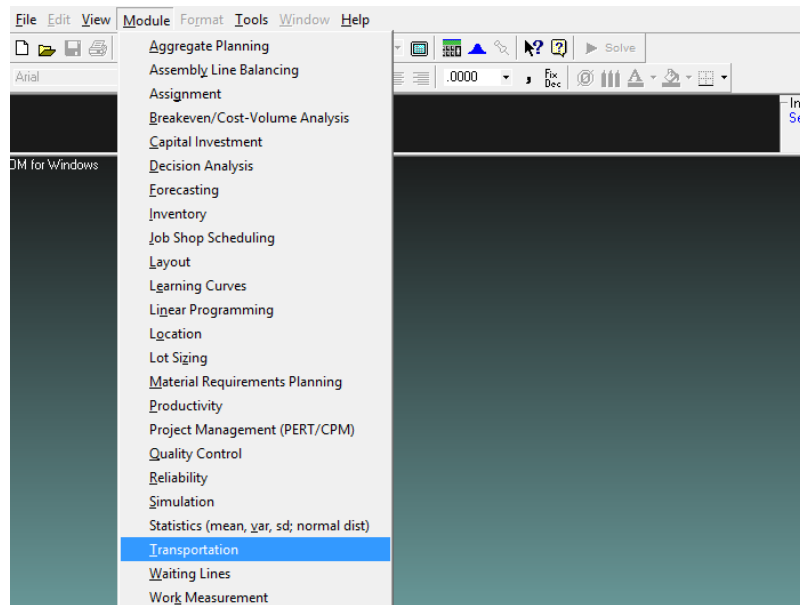 File Edit View Module Format Tools Window Help
Solve
Arial .0000 Fix Dec
Aggregate Planning
Assembly Line Balancing
Assignment
Breakeven/Cost-Volume Analysis
Capital Investment
Decision Analysis
Forecasting
Inventory
Job Shop Scheduling
Layout
Learning Curves
Linear Programming
Location
Lot Sizing
Material Requirements Planning
Productivity
Project Management (PERT/CPM)
Quality Control
Reliability
Simulation
Statistics (mean, var, sd; normal dist)
Transportation
Waiting Lines
Work Measurement
In
Se
OM for Windows